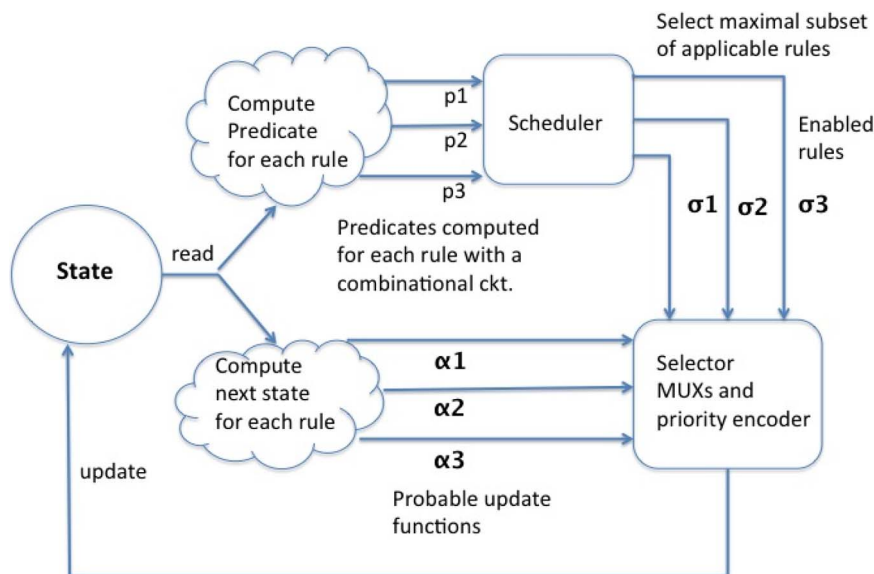 Select maximal subset
of applicable rules
Compute
Predicate
for each rule
p1
p2
p3
Scheduler
Enabled
rules
σ1
σ2
σ3
Predicates computed
for each rule with a
combinational ckt.
State
read
Compute
next state
for each rule
α1
α2
α3
Selector
MUXs and
priority encoder
update
Probable update
functions